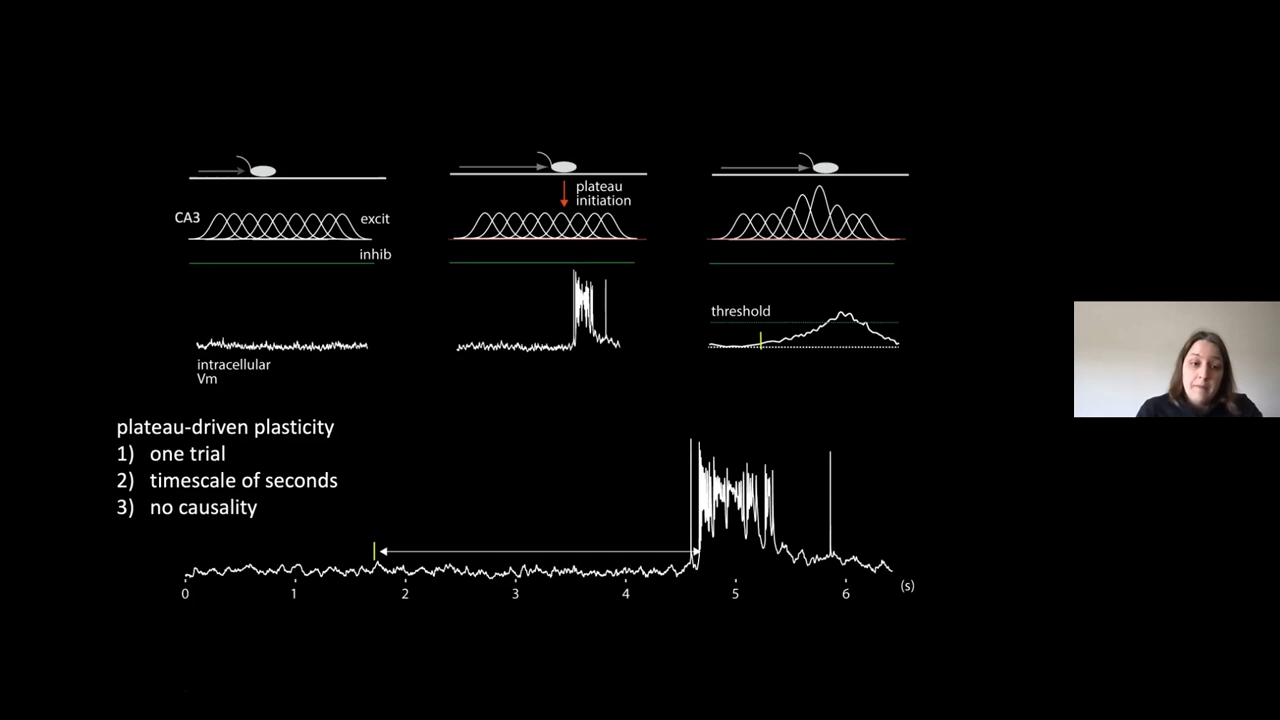 plateau
initiation
CA3
excit
inhib
threshold
intracellular
Vm
plateau-driven plasticity
1) one trial
2) timescale of seconds
3) no causality
0 1 2 3 4 5 6 (s)